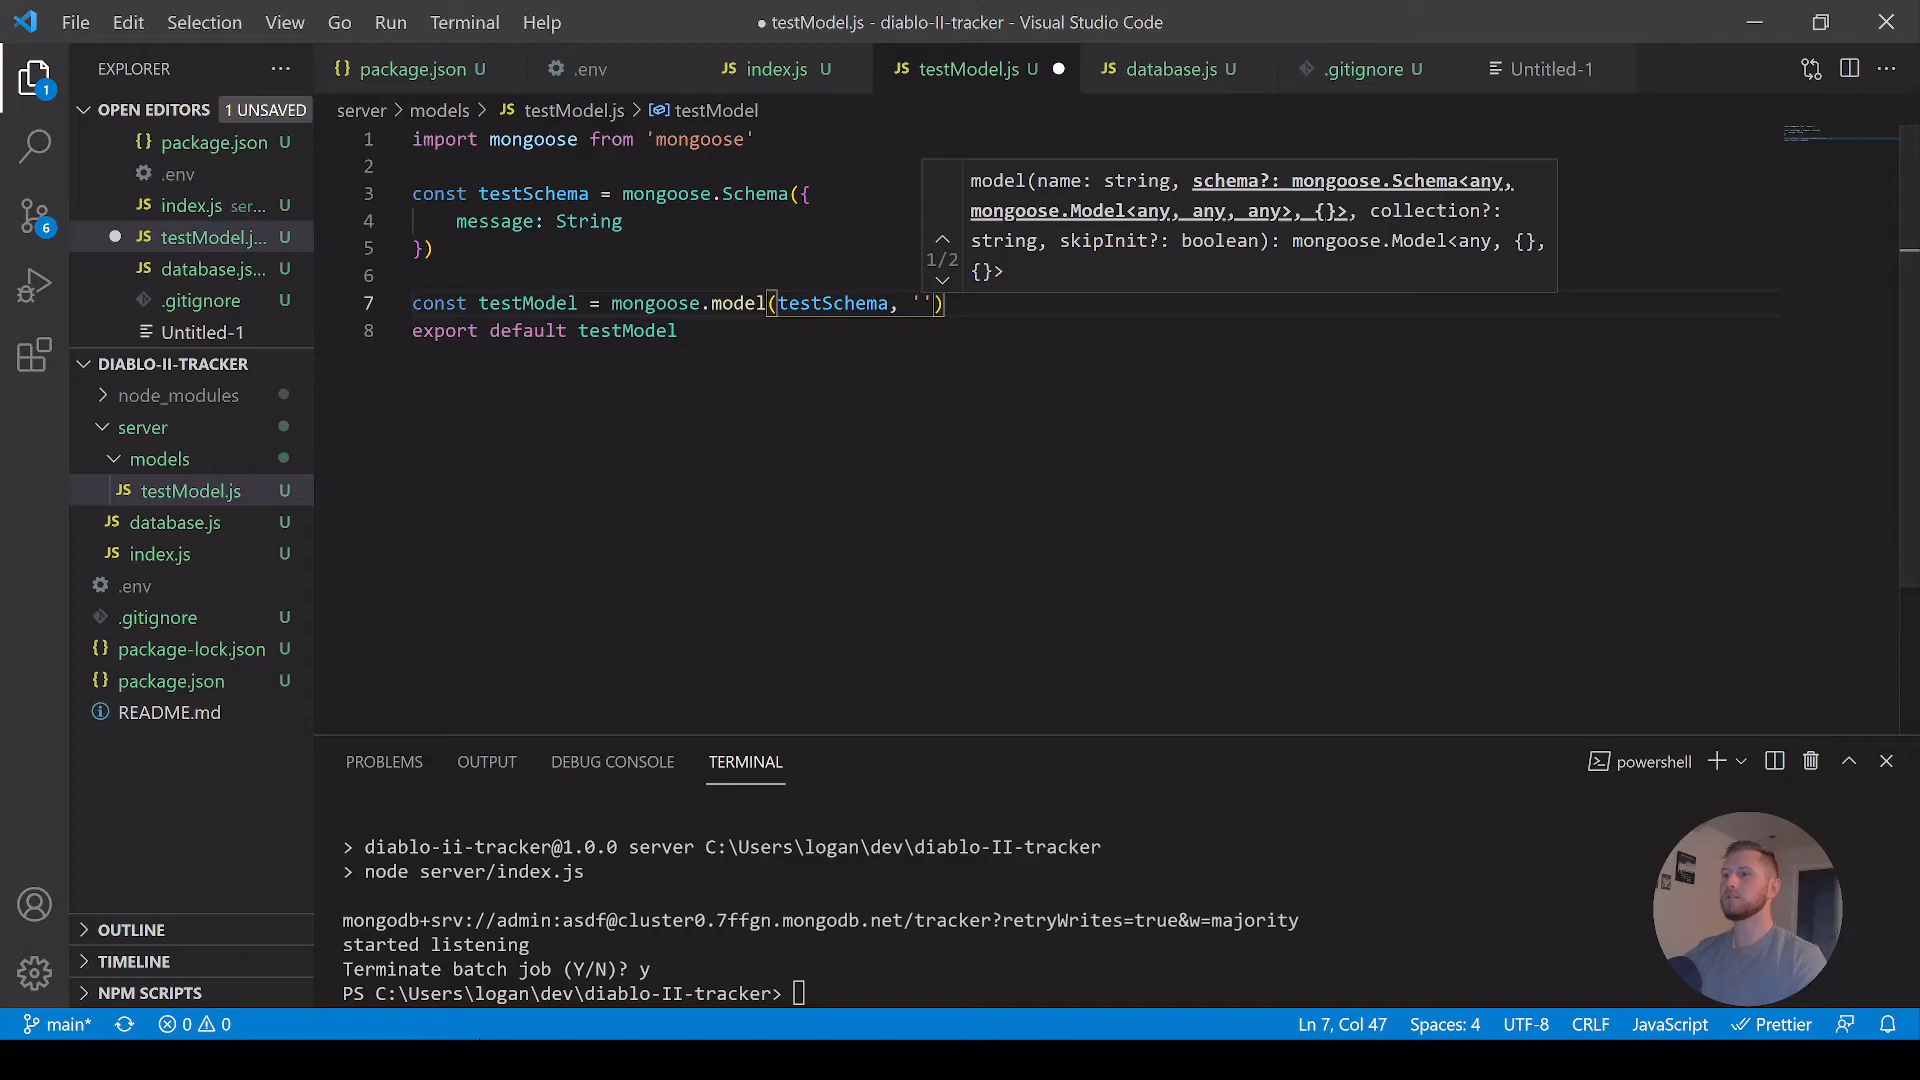 File Edit Selection View Go Run Terminal Help
● testModel.js - diablo-II-tracker - Visual Studio Code
EXPLORER
{} package.json U .env JS index.js U JS testModel.js U JS database.js U .gitignore U Untitled-1
OPEN EDITORS 1 UNSAVED
{} package.json U
.env
JS index.js ser... U
JS testModel.j... U
JS database.js... U
.gitignore U
Untitled-1
DIABLO-II-TRACKER
node_modules
server
models
JS testModel.js U
JS database.js U
JS index.js U
.env
.gitignore U
{} package-lock.json U
{} package.json U
README.md
OUTLINE
TIMELINE
NPM SCRIPTS
1
6
server > models > JS testModel.js > testModel
1 import mongoose from 'mongoose'
2
3 const testSchema = mongoose.Schema({
4 message: String
5 })
6
7 const testModel = mongoose.model(testSchema, '')
8 export default testModel
1/2
model(name: string, schema?: mongoose.Schema<any,
mongoose.Model<any, any, any>, {}>, collection?:
string, skipInit?: boolean): mongoose.Model<any, {},
{}>
PROBLEMS OUTPUT DEBUG CONSOLE TERMINAL
powershell
> diablo-ii-tracker@1.0.0 server C:\Users\logan\dev\diablo-II-tracker
> node server/index.js
mongodb+srv://admin:asdf@cluster0.7ffgn.mongodb.net/tracker?retryWrites=true&w=majority
started listening
Terminate batch job (Y/N)? y
PS C:\Users\logan\dev\diablo-II-tracker>
main* 0 0
Ln 7, Col 47 Spaces: 4 UTF-8 CRLF JavaScript Prettier